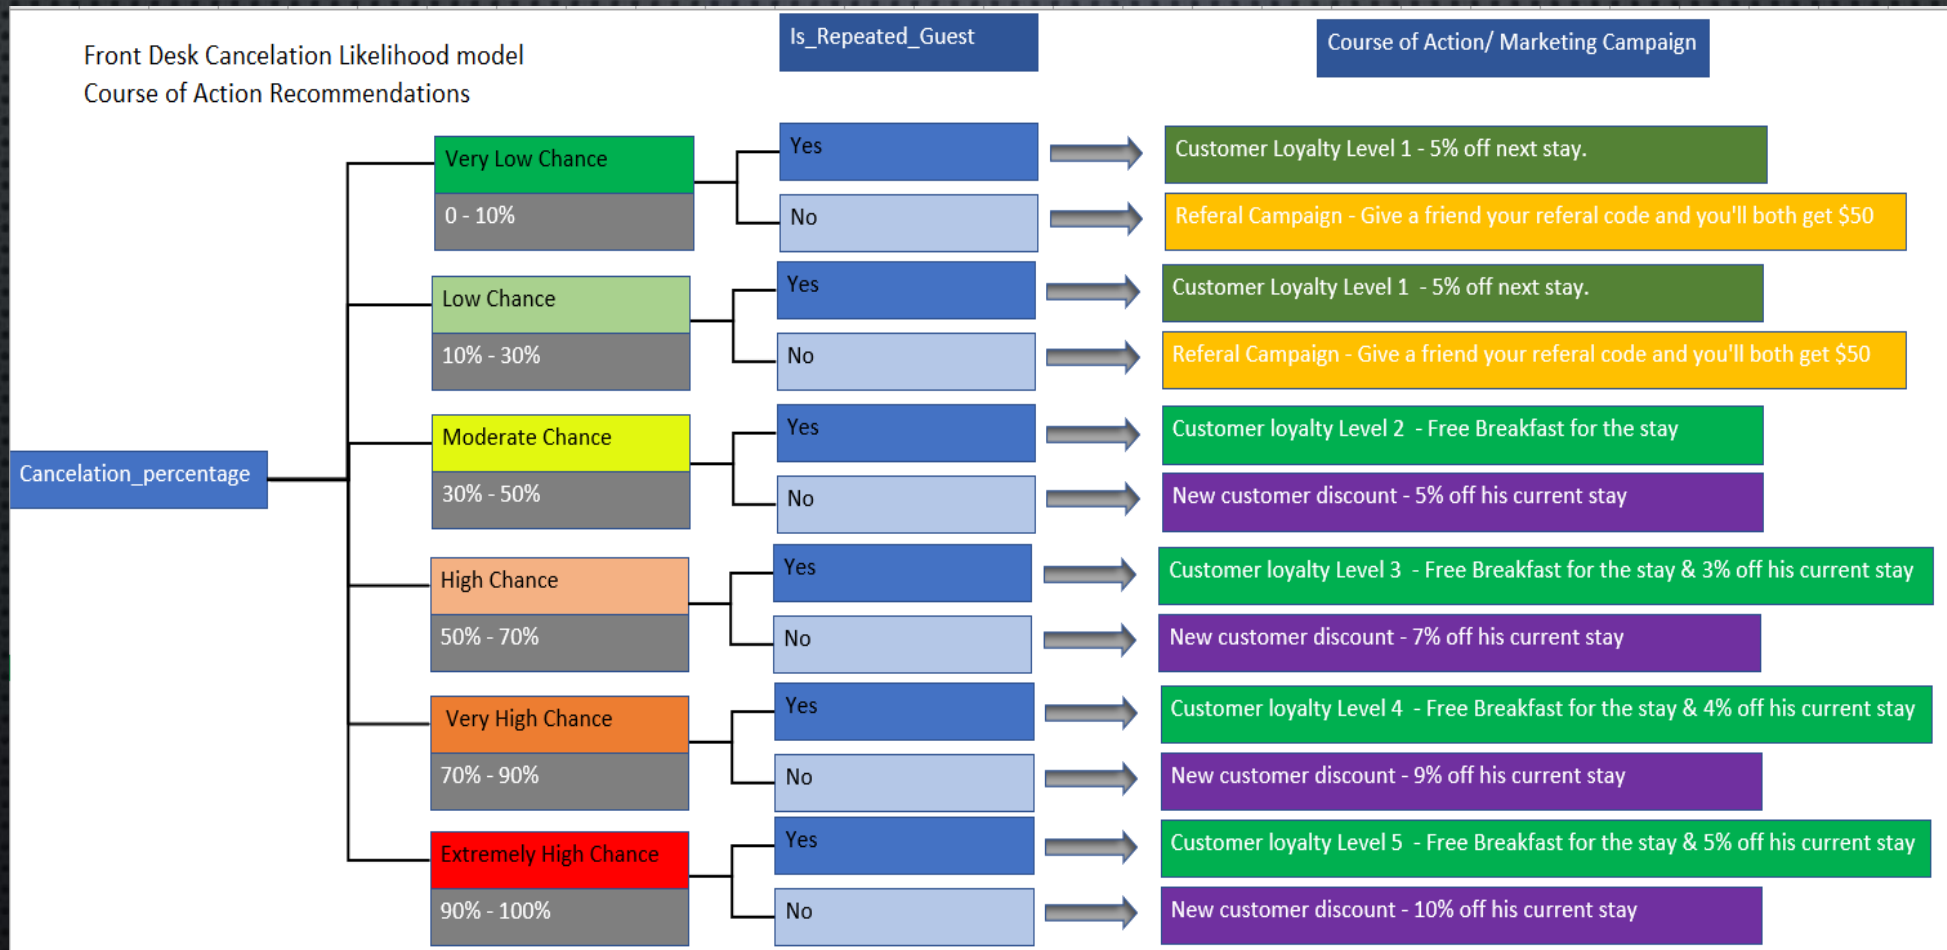 Front Desk Cancelation Likelihood model
Course of Action Recommendations
Is_Repeated_Guest
Course of Action/ Marketing Campaign
Cancelation_percentage
Very Low Chance
0 - 10%
Yes
Customer Loyalty Level 1 - 5% off next stay.
No
Referal Campaign - Give a friend your referal code and you'll both get $50
Low Chance
10% - 30%
Yes
Customer Loyalty Level 1 - 5% off next stay.
No
Referal Campaign - Give a friend your referal code and you'll both get $50
Moderate Chance
30% - 50%
Yes
Customer loyalty Level 2 - Free Breakfast for the stay
No
New customer discount - 5% off his current stay
High Chance
50% - 70%
Yes
Customer loyalty Level 3 - Free Breakfast for the stay & 3% off his current stay
No
New customer discount - 7% off his current stay
Very High Chance
70% - 90%
Yes
Customer loyalty Level 4 - Free Breakfast for the stay & 4% off his current stay
No
New customer discount - 9% off his current stay
Extremely High Chance
90% - 100%
Yes
Customer loyalty Level 5 - Free Breakfast for the stay & 5% off his current stay
No
New customer discount - 10% off his current stay